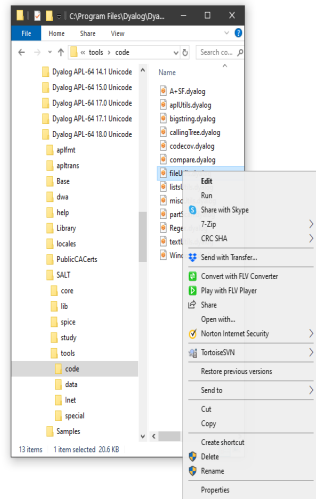 C:\Program Files\Dyalog\Dya...
File Home Share View
« tools › code
Search co...
Dyalog APL-64 14.1 Unicode
Dyalog APL-64 15.0 Unicode
Dyalog APL-64 17.0 Unicode
Dyalog APL-64 17.1 Unicode
Dyalog APL-64 18.0 Unicode
aplfmt
apltrans
Base
dwa
help
Library
locales
PublicCACerts
SALT
core
lib
spice
study
tools
code
data
Inet
special
Samples
Name
A+SF.dyalog
aplUtils.dyalog
bigstring.dyalog
callingTree.dyalog
codecov.dyalog
compare.dyalog
Edit
Run
Share with Skype
7-Zip
CRC SHA
Send with Transfer...
Convert with FLV Converter
Play with FLV Player
Share
Open with...
Norton Internet Security
TortoiseSVN
Restore previous versions
Send to
Cut
Copy
Create shortcut
Delete
Rename
Properties
13 items 1 item selected 20.6 KB